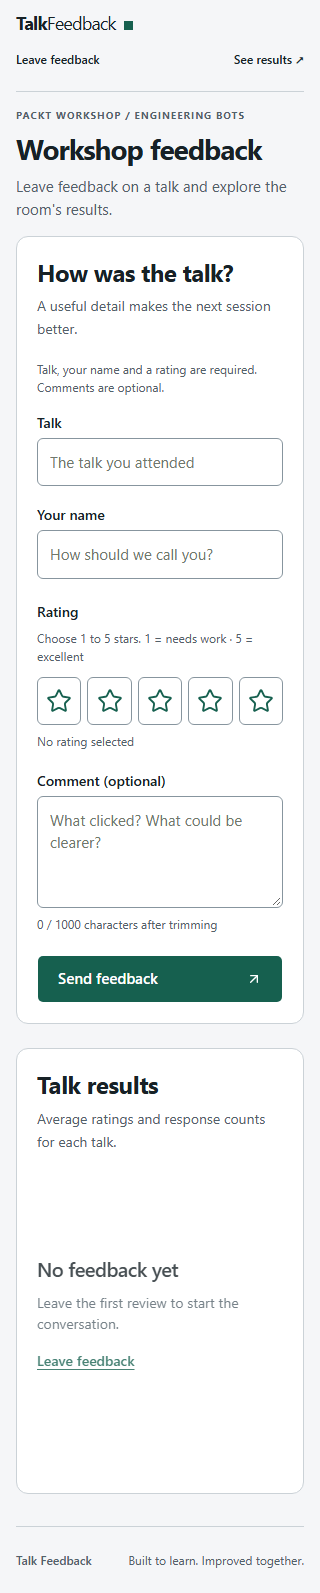 TalkFeedback
Leave feedback
See results ↗
PACKT WORKSHOP / ENGINEERING BOTS
Workshop feedback
Leave feedback on a talk and explore the
room's results.
How was the talk?
A useful detail makes the next session
better.
Talk, your name and a rating are required.
Comments are optional.
Talk
The talk you attended
Your name
How should we call you?
Rating
Choose 1 to 5 stars. 1 = needs work · 5 =
excellent
No rating selected
Comment (optional)
What clicked? What could be
clearer?
0 / 1000 characters after trimming
Send feedback
Talk results
Average ratings and response counts
for each talk.
No feedback yet
Leave the first review to start the
conversation.
Leave feedback
Talk Feedback
Built to learn. Improved together.